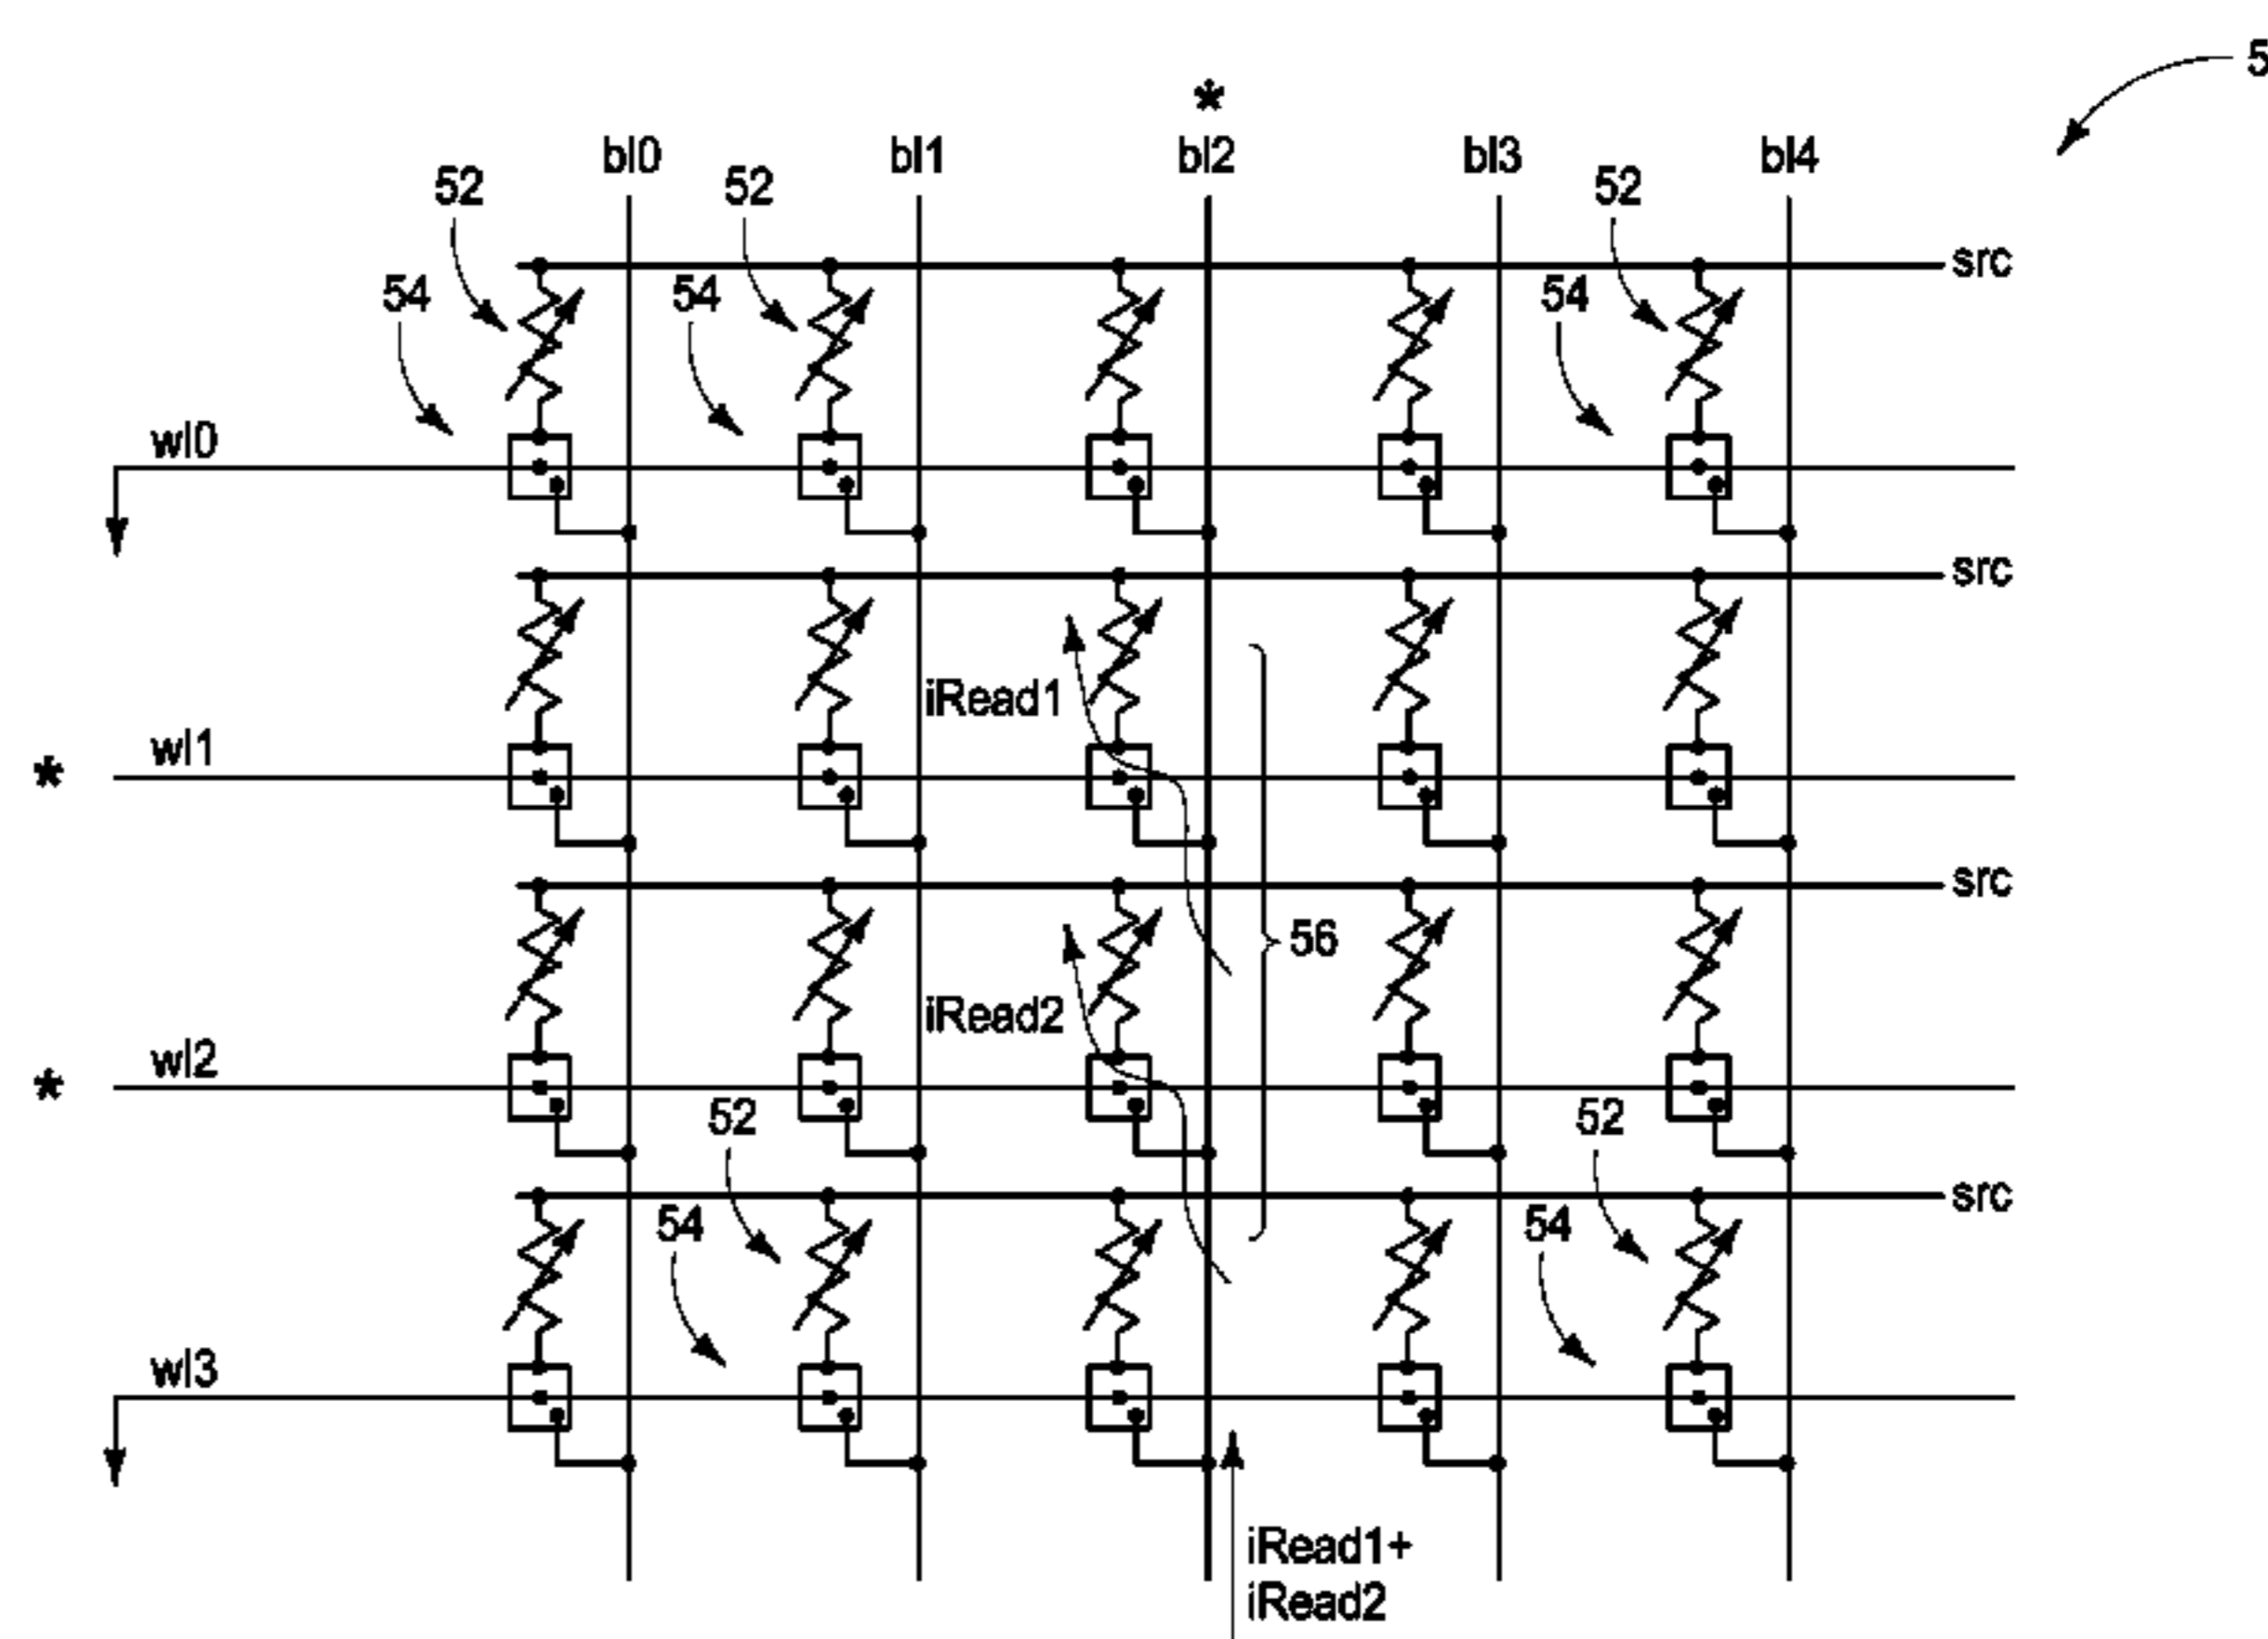 5
*
bl0 bl1 bl2 bl3 bl4
52 52 52
src
54 54 54
wl0
src
iRead1
wl1
*
src
56
iRead2
wl2
*
52 52
src
54 54
wl3
iRead1+
iRead2